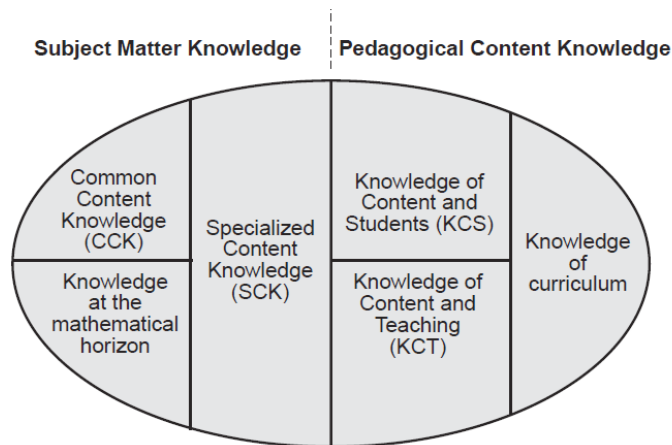 Subject Matter Knowledge
Pedagogical Content Knowledge
Common
Content
Knowledge
(CCK)
Knowledge
at the
mathematical
horizon
Specialized
Content
Knowledge
(SCK)
Knowledge of
Content and
Students (KCS)
Knowledge of
Content and
Teaching
(KCT)
Knowledge
of
curriculum